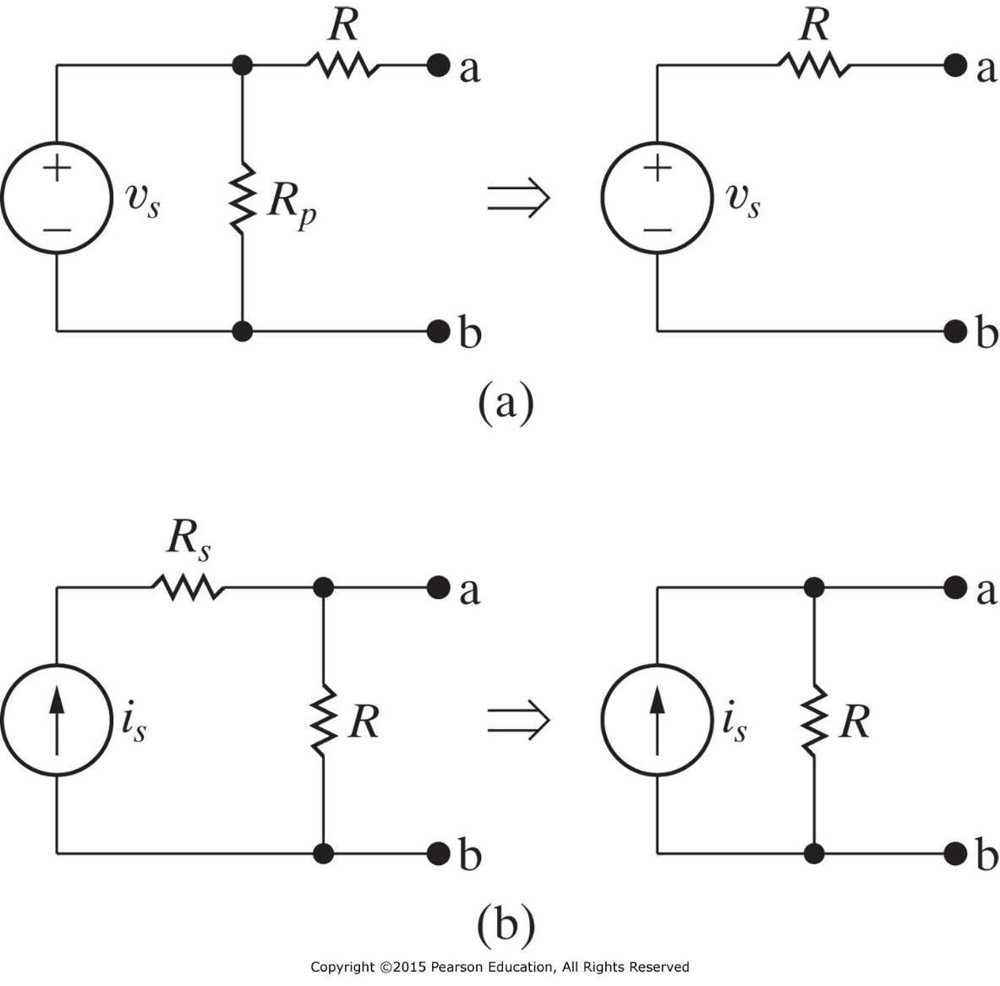 R R
a a
+ +
v_s R_p ⇒ v_s
− −
b b
(a)
R_s
a a
i_s R ⇒ i_s R
b b
(b)
Copyright ©2015 Pearson Education, All Rights Reserved